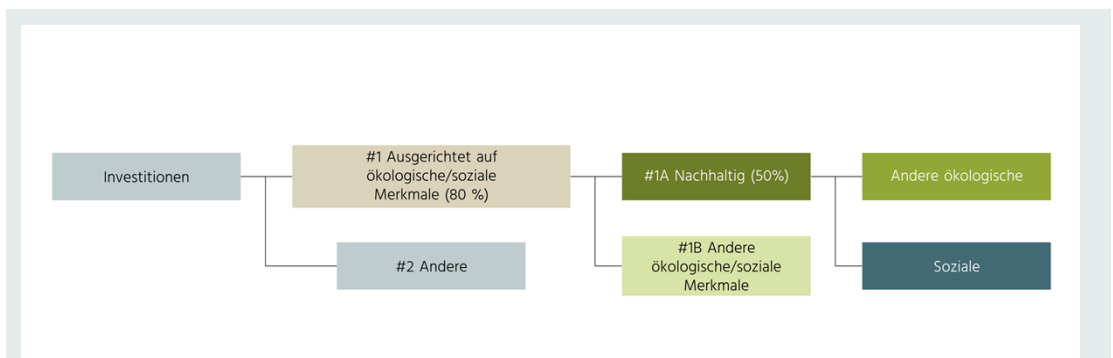 Investitionen
#1 Ausgerichtet auf
ökologische/soziale
Merkmale (80 %)
#1A Nachhaltig (50%)
Andere ökologische
#2 Andere
#1B Andere
ökologische/soziale
Merkmale
Soziale